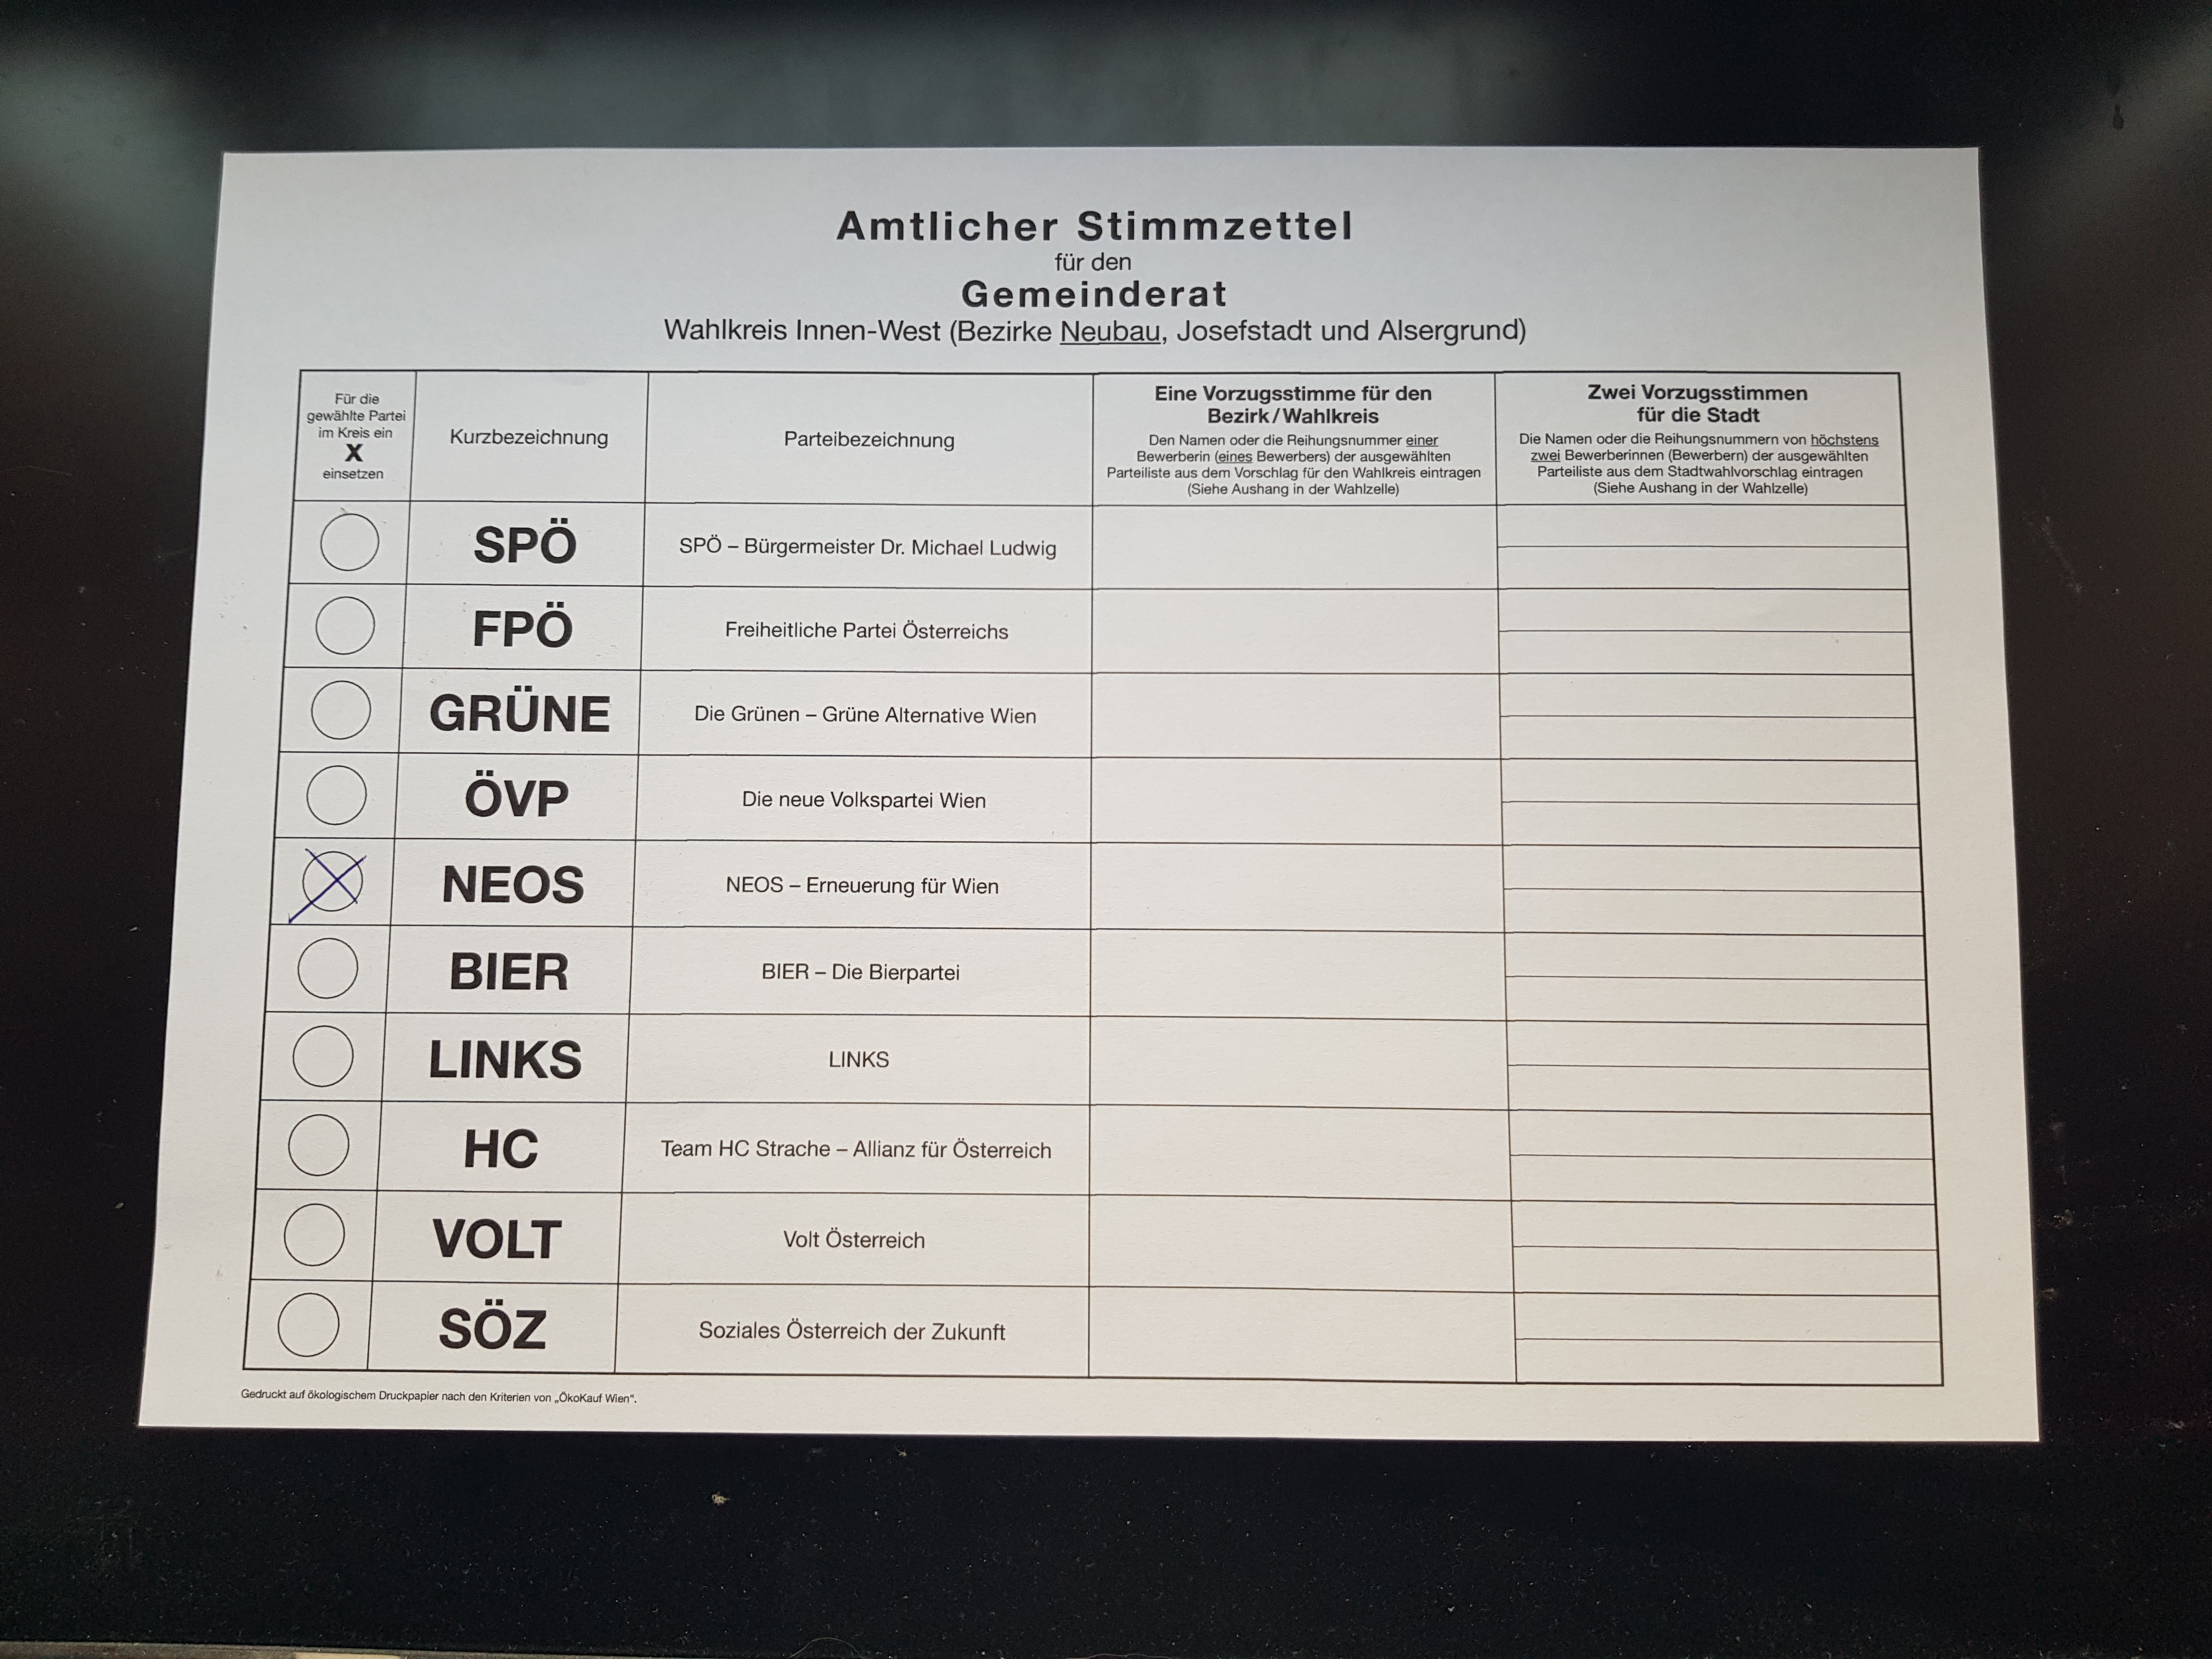 Amtlicher Stimmzettel
für den
Gemeinderat
Wahlkreis Innen-West (Bezirke Neubau, Josefstadt und Alsergrund)
Für die
gewählte Partei
im Kreis ein
X
einsetzen
Kurzbezeichnung
Parteibezeichnung
Eine Vorzugsstimme für den
Bezirk/Wahlkreis
Den Namen oder die Reihungsnummer einer
Bewerberin (eines Bewerbers) der ausgewählten
Parteiliste aus dem Vorschlag für den Wahlkreis eintragen
(Siehe Aushang in der Wahlzelle)
Zwei Vorzugsstimmen
für die Stadt
Die Namen oder die Reihungsnummern von höchstens
zwei Bewerberinnen (Bewerbern) der ausgewählten
Parteiliste aus dem Stadtwahlvorschlag eintragen
(Siehe Aushang in der Wahlzelle)
SPÖ SPÖ – Bürgermeister Dr. Michael Ludwig
FPÖ Freiheitliche Partei Österreichs
GRÜNE Die Grünen – Grüne Alternative Wien
ÖVP Die neue Volkspartei Wien
X NEOS NEOS – Erneuerung für Wien
BIER BIER – Die Bierpartei
LINKS LINKS
HC Team HC Strache – Allianz für Österreich
VOLT Volt Österreich
SÖZ Soziales Österreich der Zukunft
Gedruckt auf ökologischem Druckpapier nach den Kriterien von „ÖkoKauf Wien“.